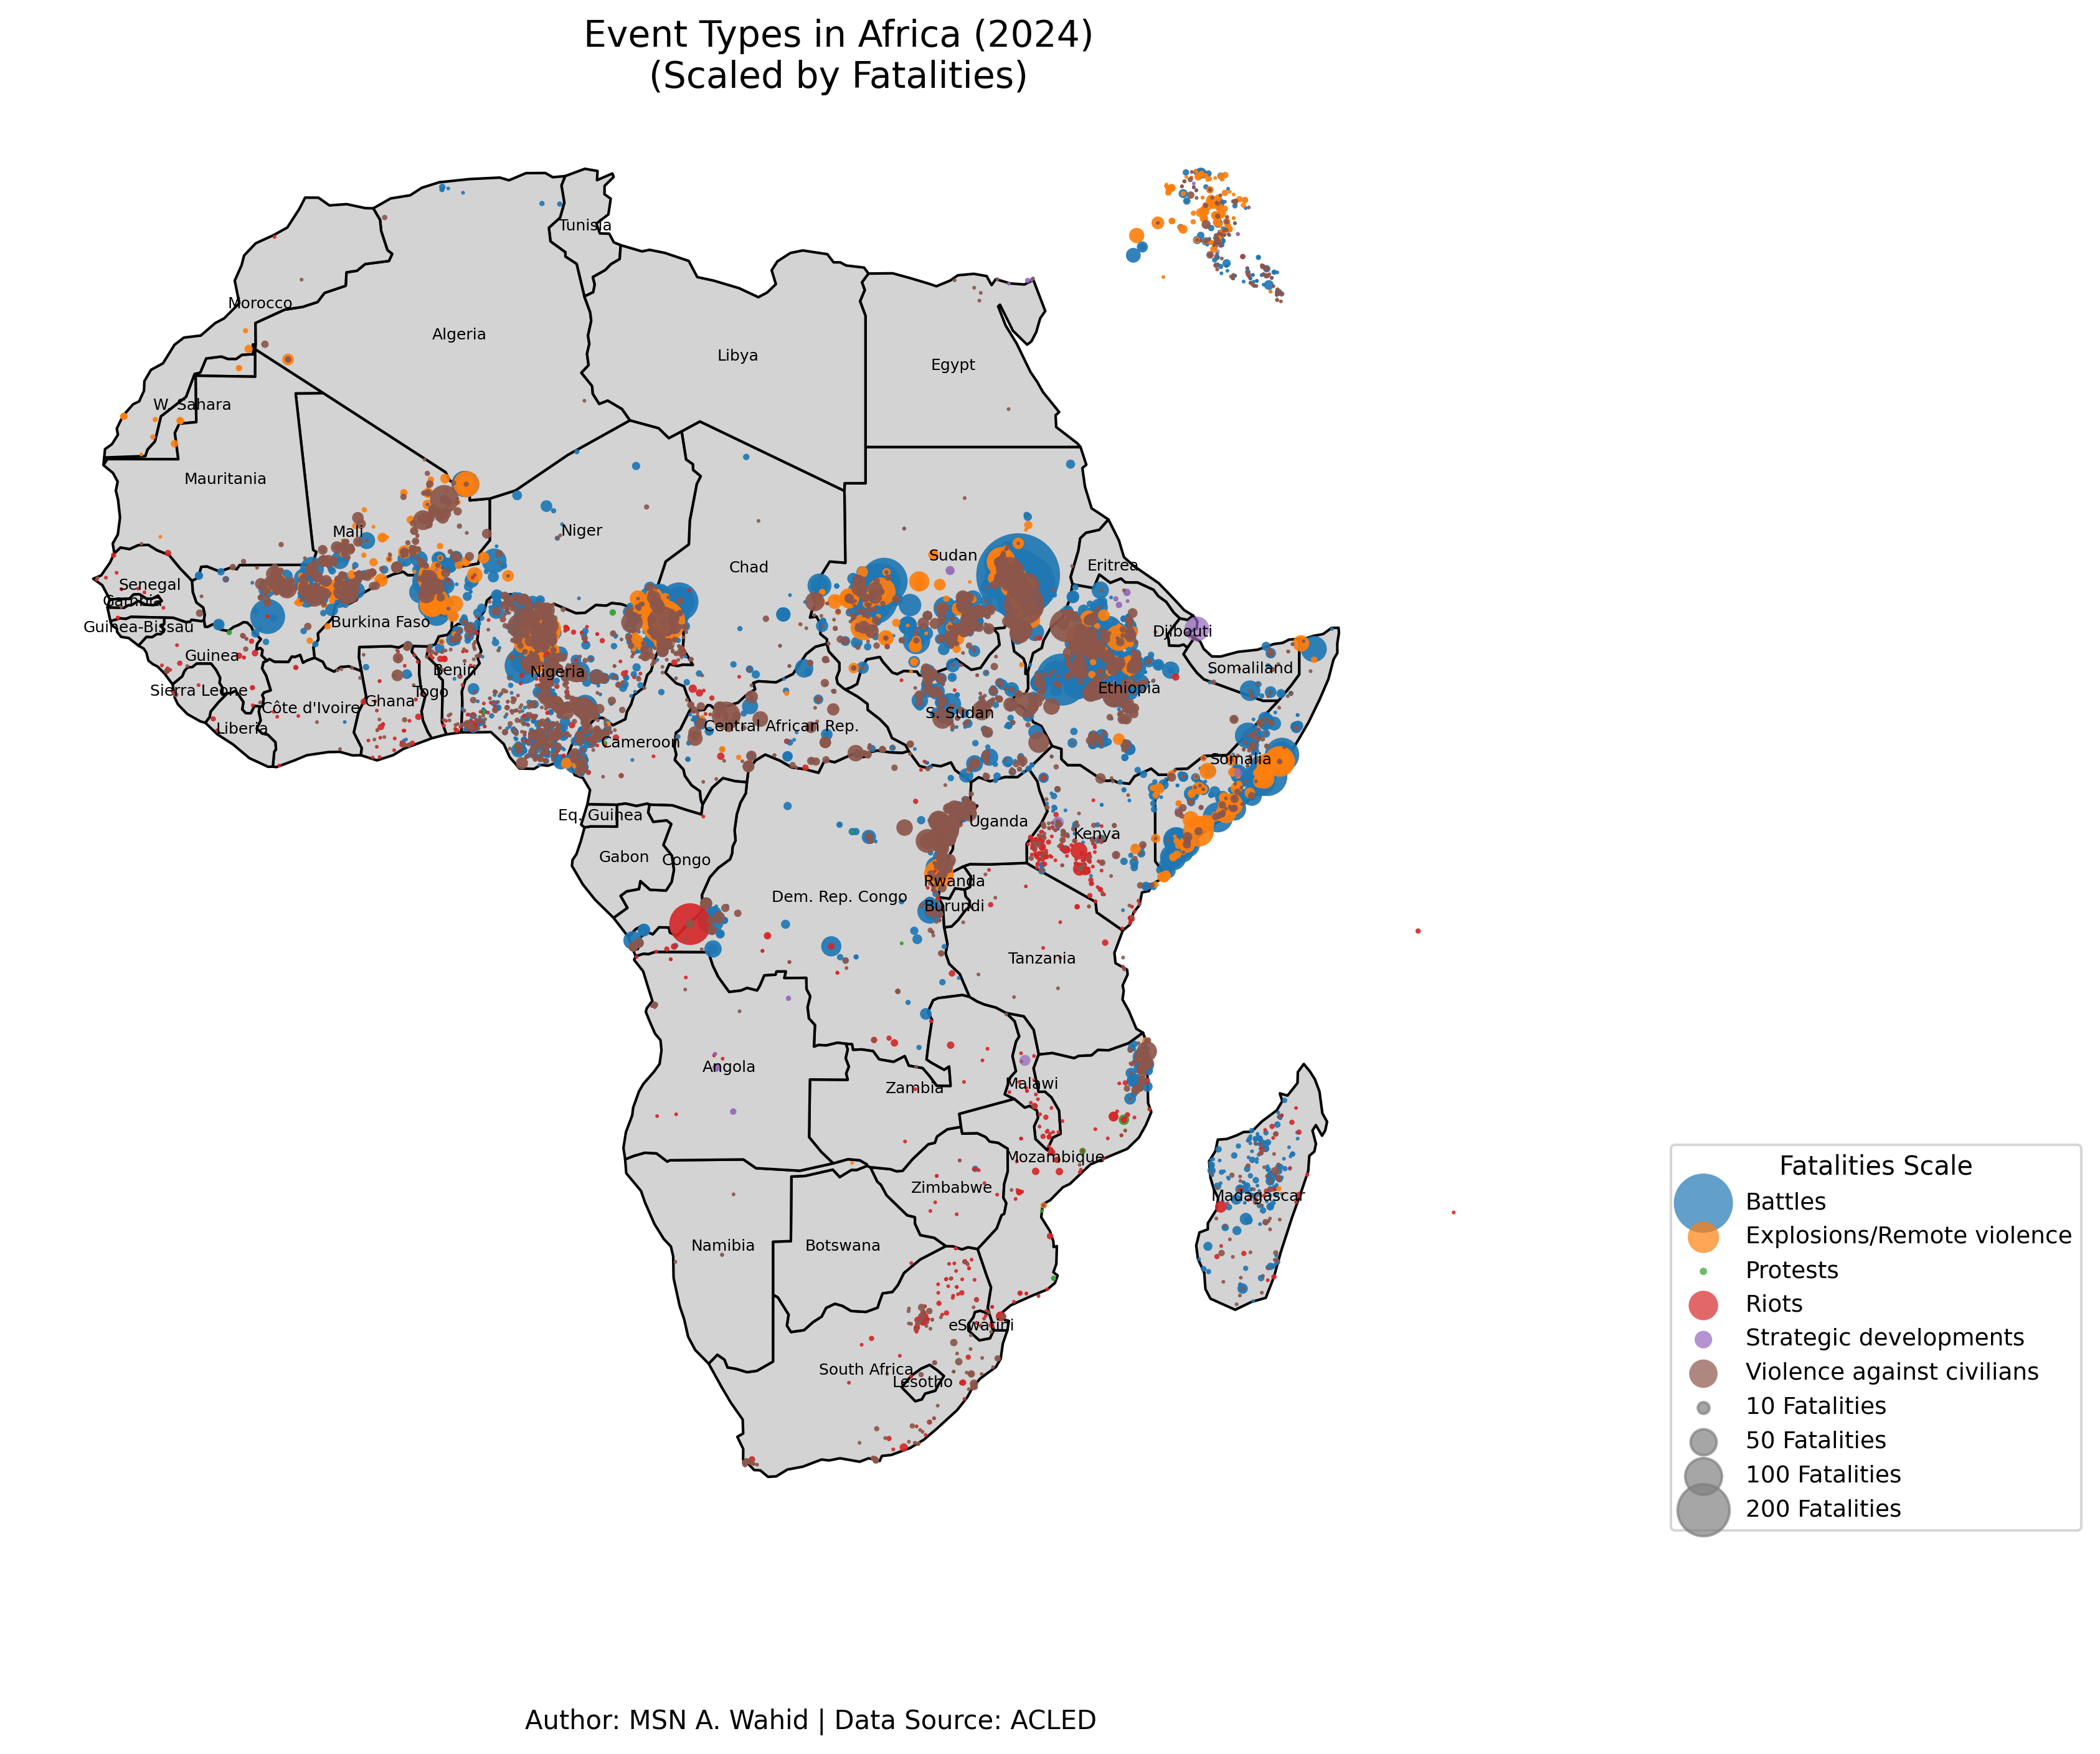 Event Types in Africa (2024)
(Scaled by Fatalities)
Tunisia
Morocco
Algeria
Libya
Egypt
W. Sahara
Mauritania
Mali
Niger
Chad
Sudan
Eritrea
Senegal
Gambia
Guinea-Bissau
Burkina Faso
Djibouti
Guinea
Benin
Nigeria
Somaliland
Sierra Leone
Côte d'Ivoire
Ghana
Togo
Ethiopia
Liberia
Cameroon
Central African Rep.
S. Sudan
Somalia
Eq. Guinea
Uganda
Kenya
Gabon
Congo
Rwanda
Dem. Rep. Congo
Burundi
Tanzania
Angola
Zambia
Malawi
Mozambique
Zimbabwe
Madagascar
Namibia
Botswana
eSwatini
South Africa
Lesotho
Fatalities Scale
Battles
Explosions/Remote violence
Protests
Riots
Strategic developments
Violence against civilians
10 Fatalities
50 Fatalities
100 Fatalities
200 Fatalities
Author: MSN A. Wahid | Data Source: ACLED